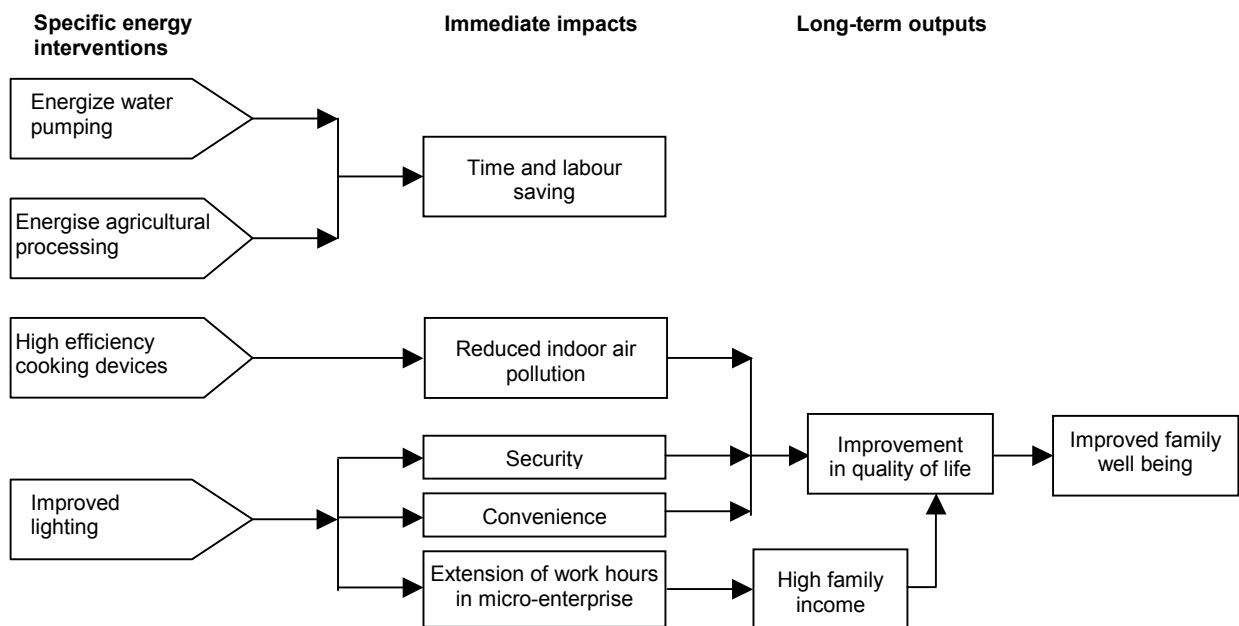 Specific energy
interventions
Immediate impacts
Long-term outputs
Energize water
pumping
Time and labour
saving
Energise agricultural
processing
High efficiency
cooking devices
Reduced indoor air
pollution
Improved
lighting
Security
Convenience
Extension of work hours
in micro-enterprise
High family
income
Improvement
in quality of life
Improved family
well being